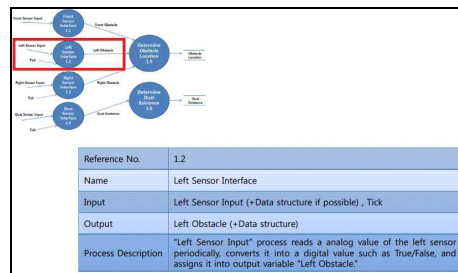 Front Sensor Input
Front
Sensor
Interface
1.1
Front Obstacle
Left Sensor Input
Tick
Left
Sensor
Interface
1.2
Left Obstacle
Determine
Obstacle
Location
1.5
Obstacle
Location
Right Sensor Input
Tick
Right
Sensor
Interface
1.3
Right Obstacle
Dust Sensor Input
Tick
Dust
Sensor
Interface
1.4
Dust Existence
Determine
Dust
Existence
1.6
Dust
Existence
Reference No. 1.2
Name Left Sensor Interface
Input Left Sensor Input (+Data structure if possible) , Tick
Output Left Obstacle (+Data structure)
Process Description "Left Sensor Input" process reads a analog value of the left sensor
periodically, converts it into a digital value such as True/False, and
assigns it into output variable "Left Obstacle."